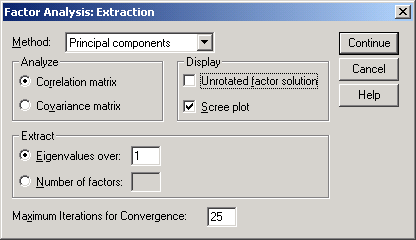 Factor Analysis: Extraction
Method: Principal components
Continue
Analyze
Display
Cancel
Correlation matrix
Unrotated factor solution
Covariance matrix
Scree plot
Help
Extract
Eigenvalues over: 1
Number of factors:
Maximum Iterations for Convergence: 25